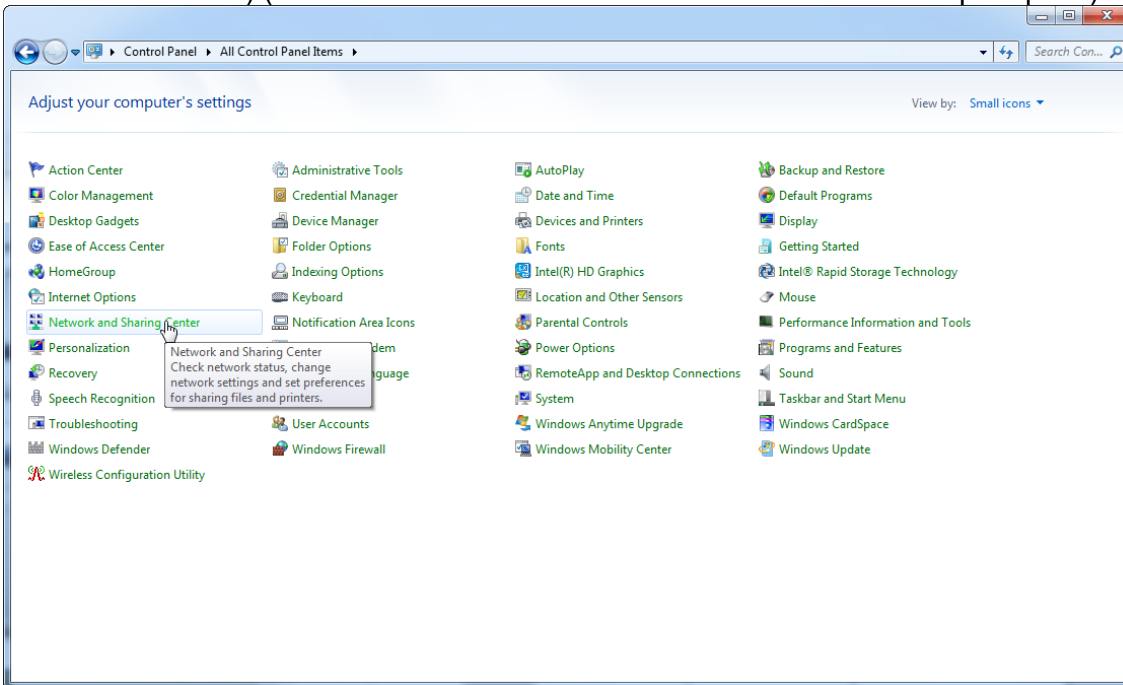 Control Panel ▸ All Control Panel Items ▸
Search Con...
Adjust your computer's settings
View by: Small icons
Action Center Administrative Tools AutoPlay Backup and Restore
Color Management Credential Manager Date and Time Default Programs
Desktop Gadgets Device Manager Devices and Printers Display
Ease of Access Center Folder Options Fonts Getting Started
HomeGroup Indexing Options Intel(R) HD Graphics Intel® Rapid Storage Technology
Internet Options Keyboard Location and Other Sensors Mouse
Network and Sharing Center Notification Area Icons Parental Controls Performance Information and Tools
Personalization dem Power Options Programs and Features
Recovery guage RemoteApp and Desktop Connections Sound
Speech Recognition System Taskbar and Start Menu
Troubleshooting User Accounts Windows Anytime Upgrade Windows CardSpace
Windows Defender Windows Firewall Windows Mobility Center Windows Update
Wireless Configuration Utility
Network and Sharing Center
Check network status, change
network settings and set preferences
for sharing files and printers.